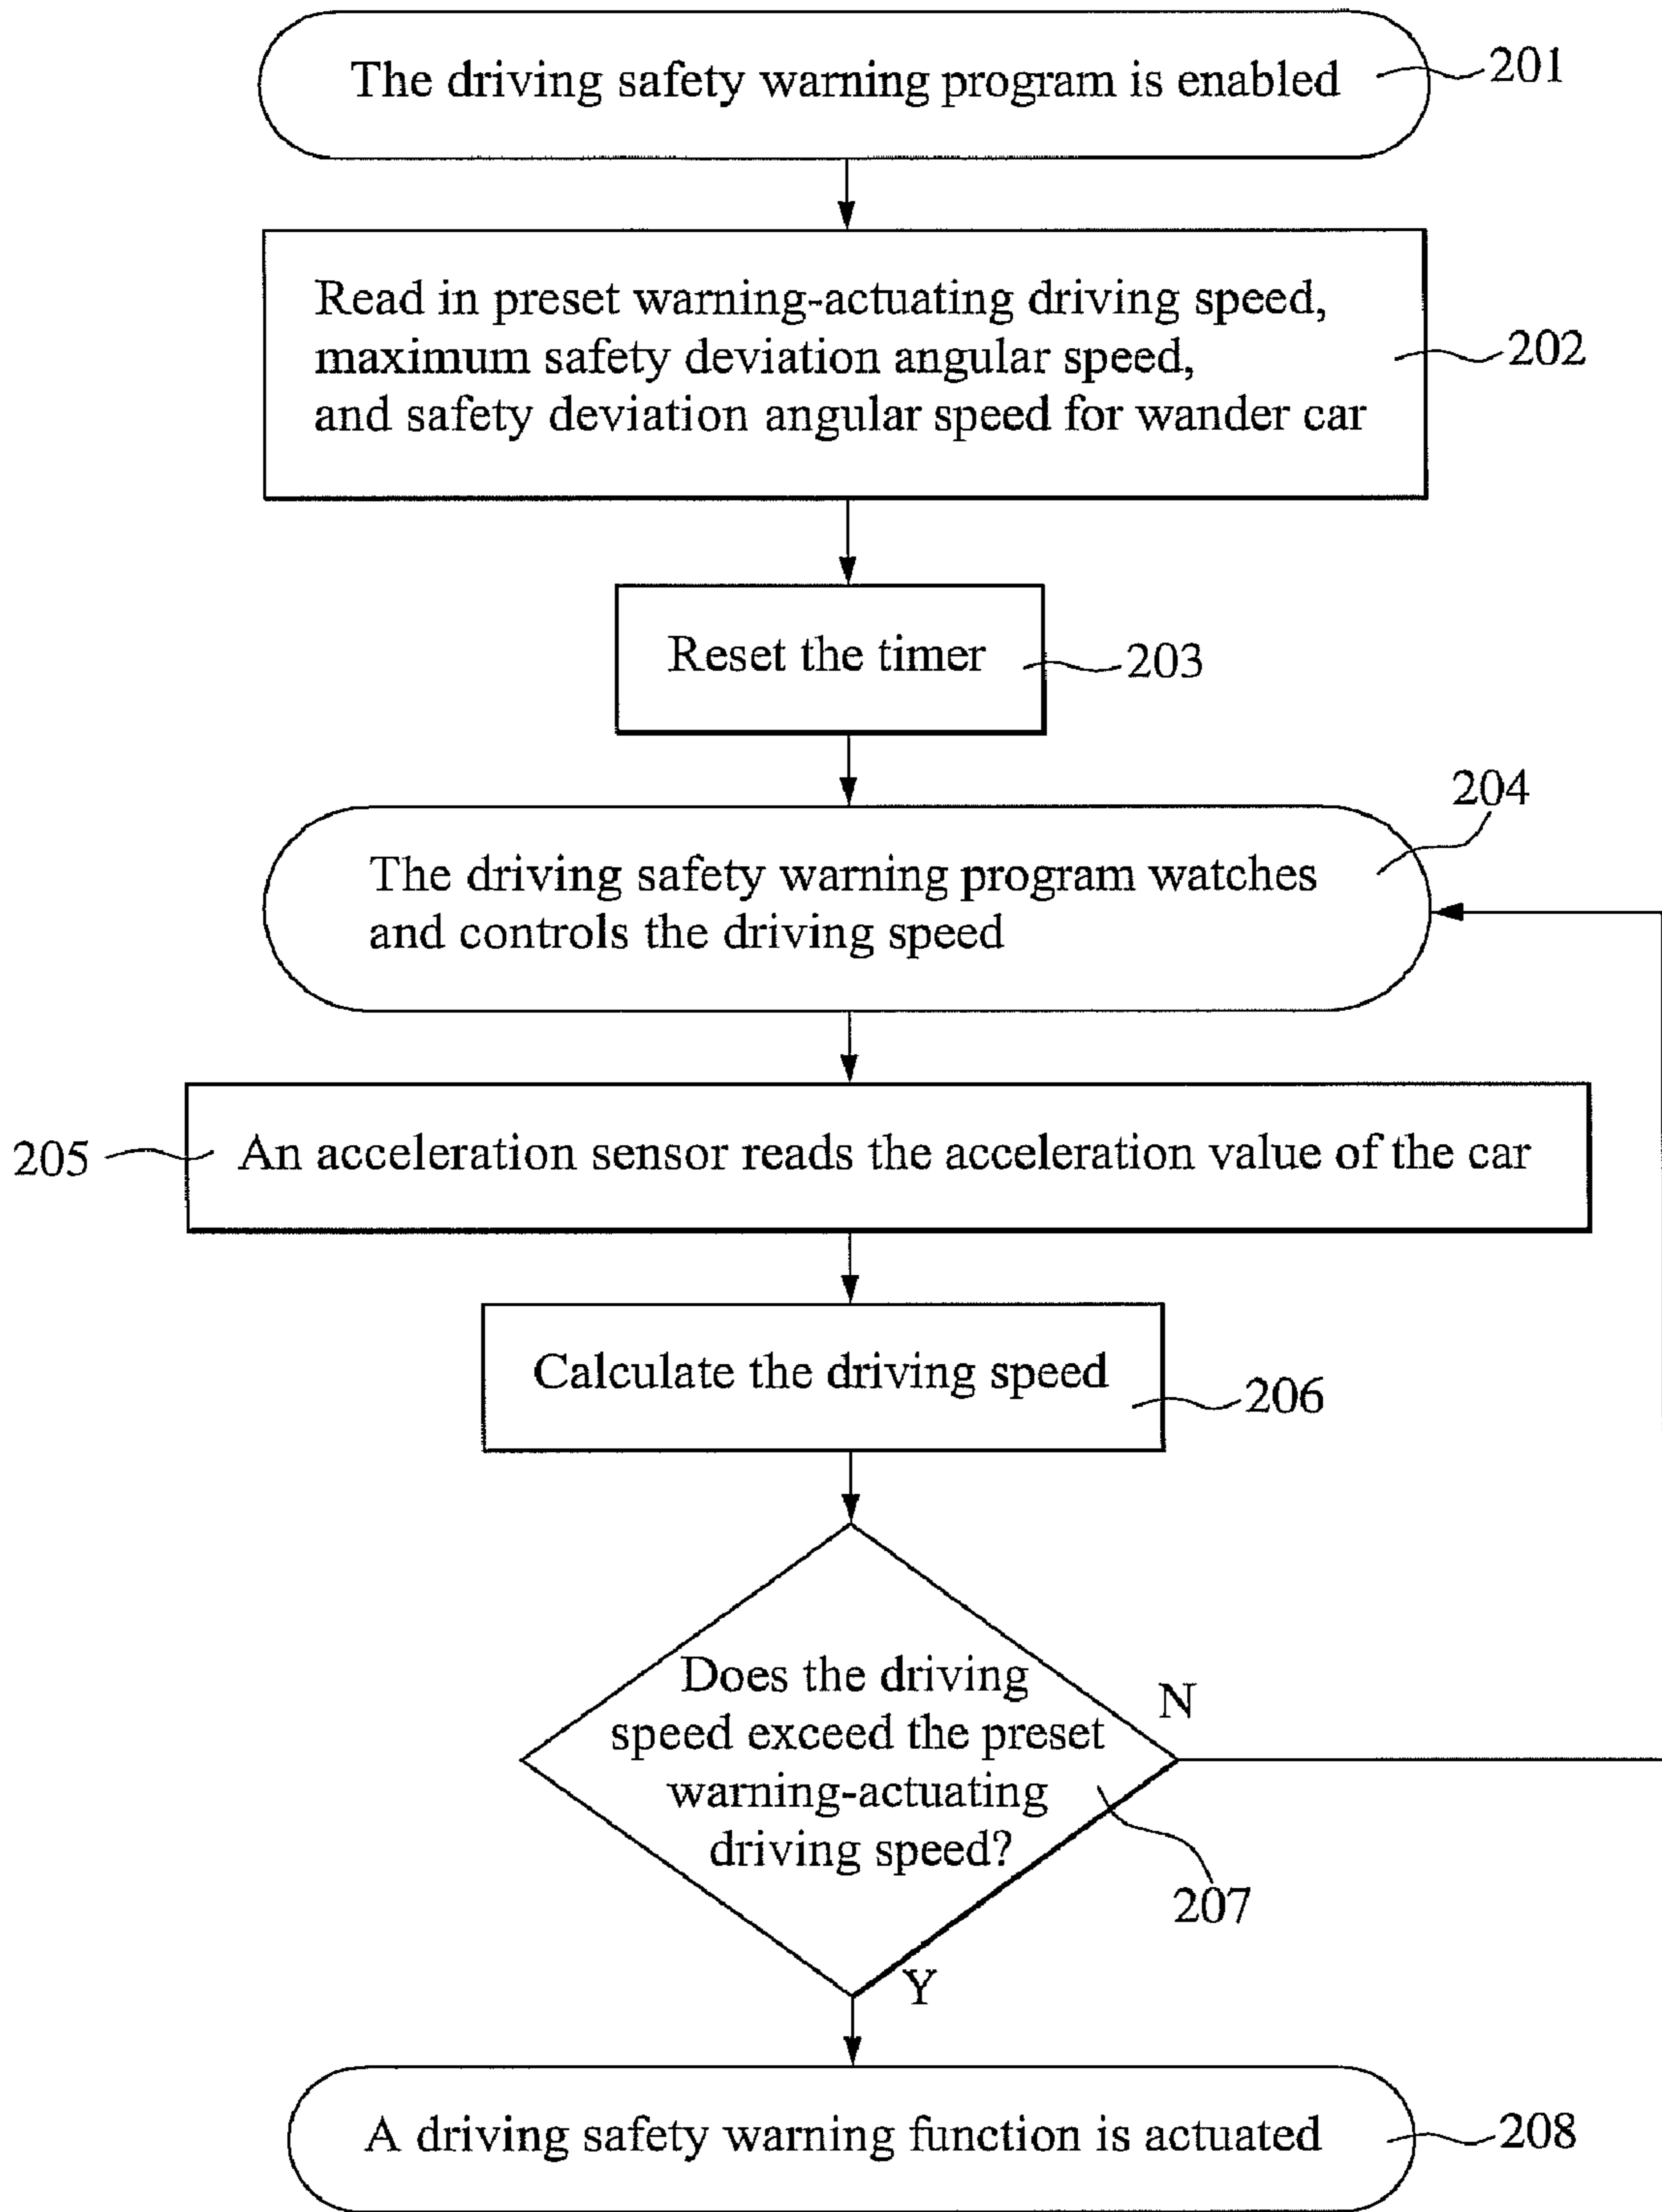 The driving safety warning program is enabled
201
Read in preset warning-actuating driving speed,
maximum safety deviation angular speed,
and safety deviation angular speed for wander car
202
Reset the timer
203
204
The driving safety warning program watches
and controls the driving speed
205
An acceleration sensor reads the acceleration value of the car
Calculate the driving speed
206
Does the driving
speed exceed the preset
warning-actuating
driving speed?
N
207
Y
A driving safety warning function is actuated
208